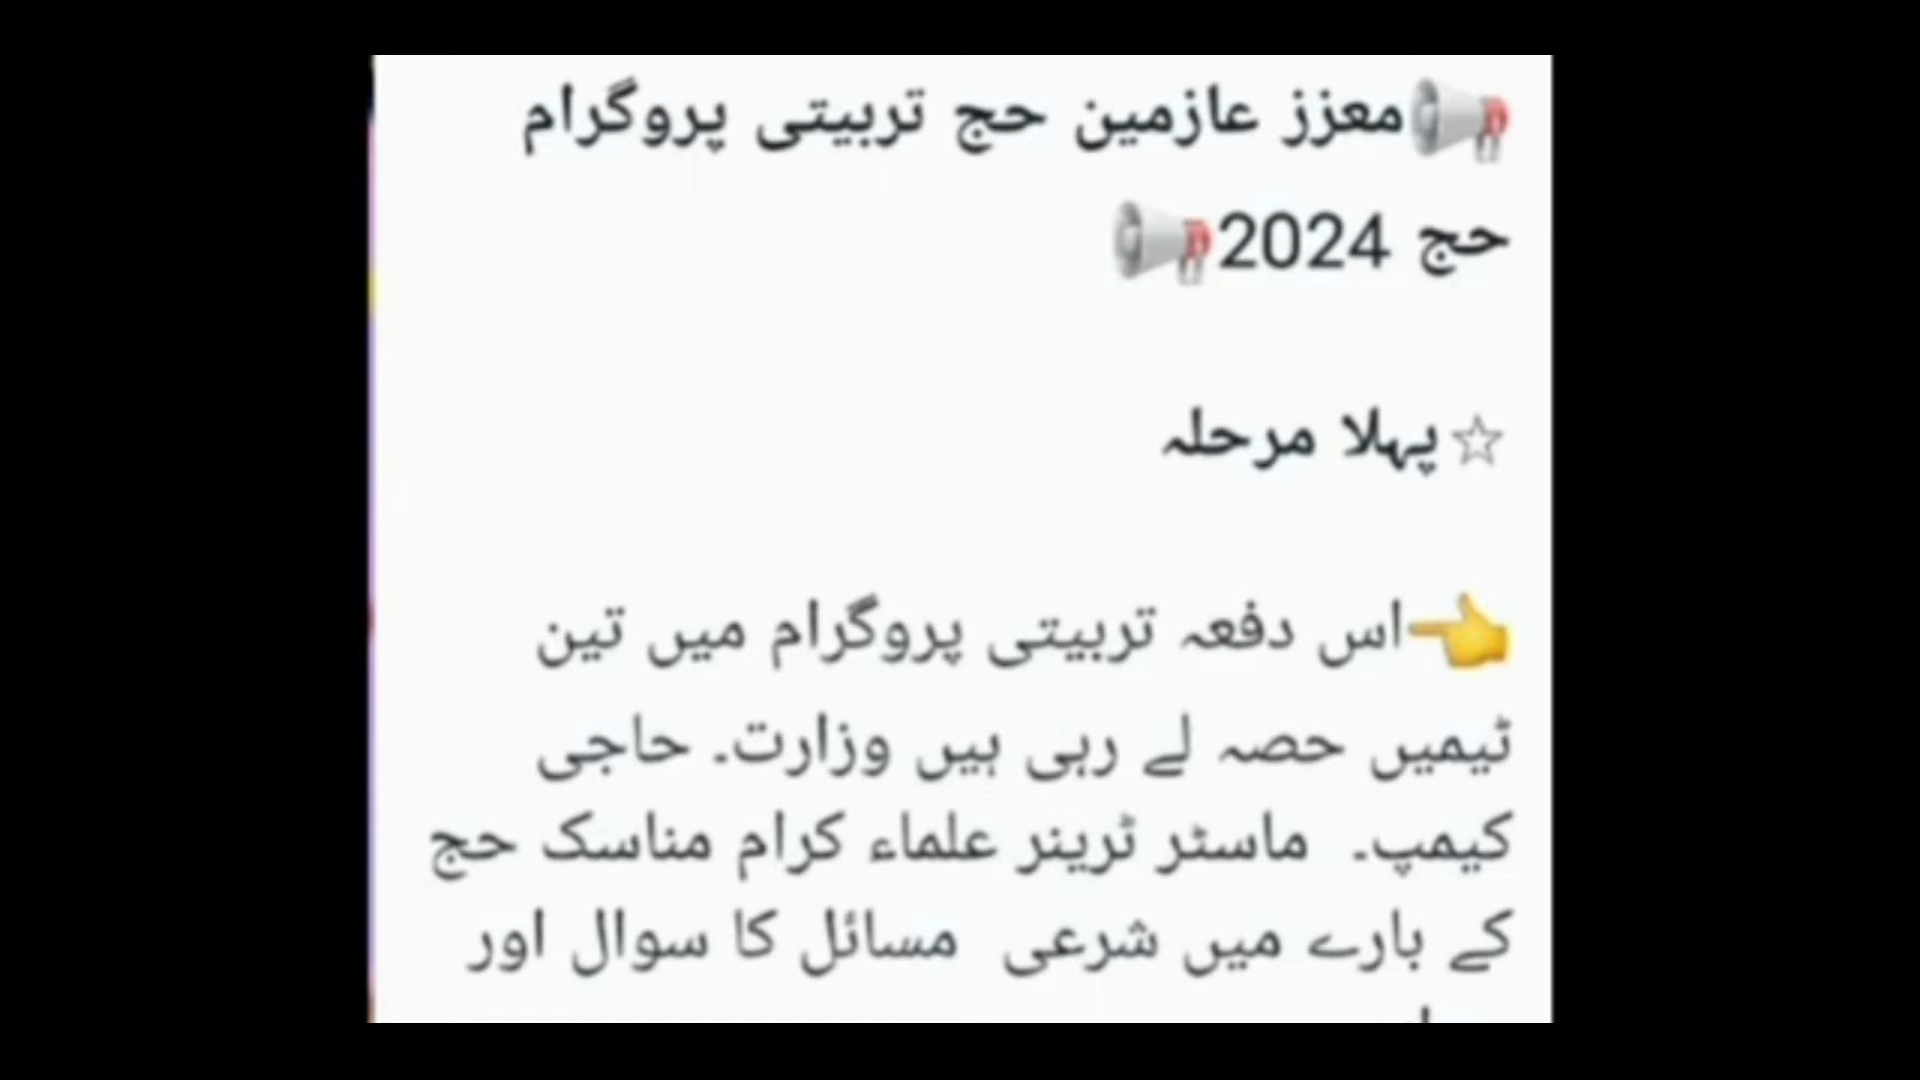 📢معزز عازمین حج تربیتی پروگرام
حج 2024📢
☆پہلا مرحلہ
👈اس دفعہ تربیتی پروگرام میں تین
ٹیمیں حصہ لے رہی ہیں وزارت۔ حاجی
کیمپ۔ ماسٹر ٹرینر علماء کرام مناسک حج
کے بارے میں شرعی مسائل کا سوال اور